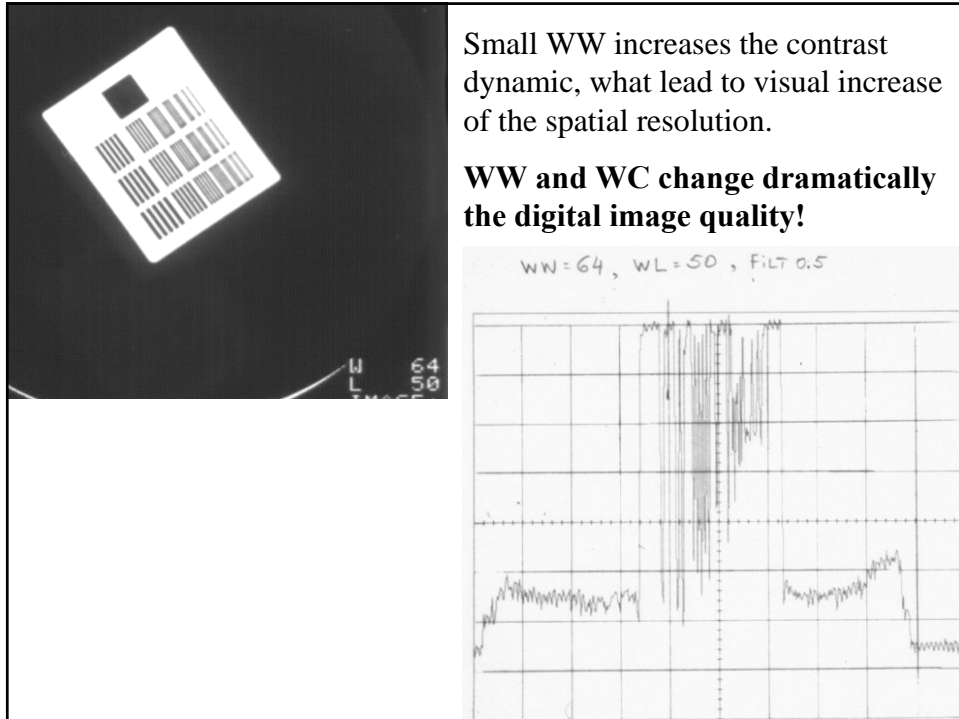 Small WW increases the contrast
dynamic, what lead to visual increase
of the spatial resolution.
WW and WC change dramatically
the digital image quality!
WW=64, WL=50, FILT 0.5
W 64
L 50